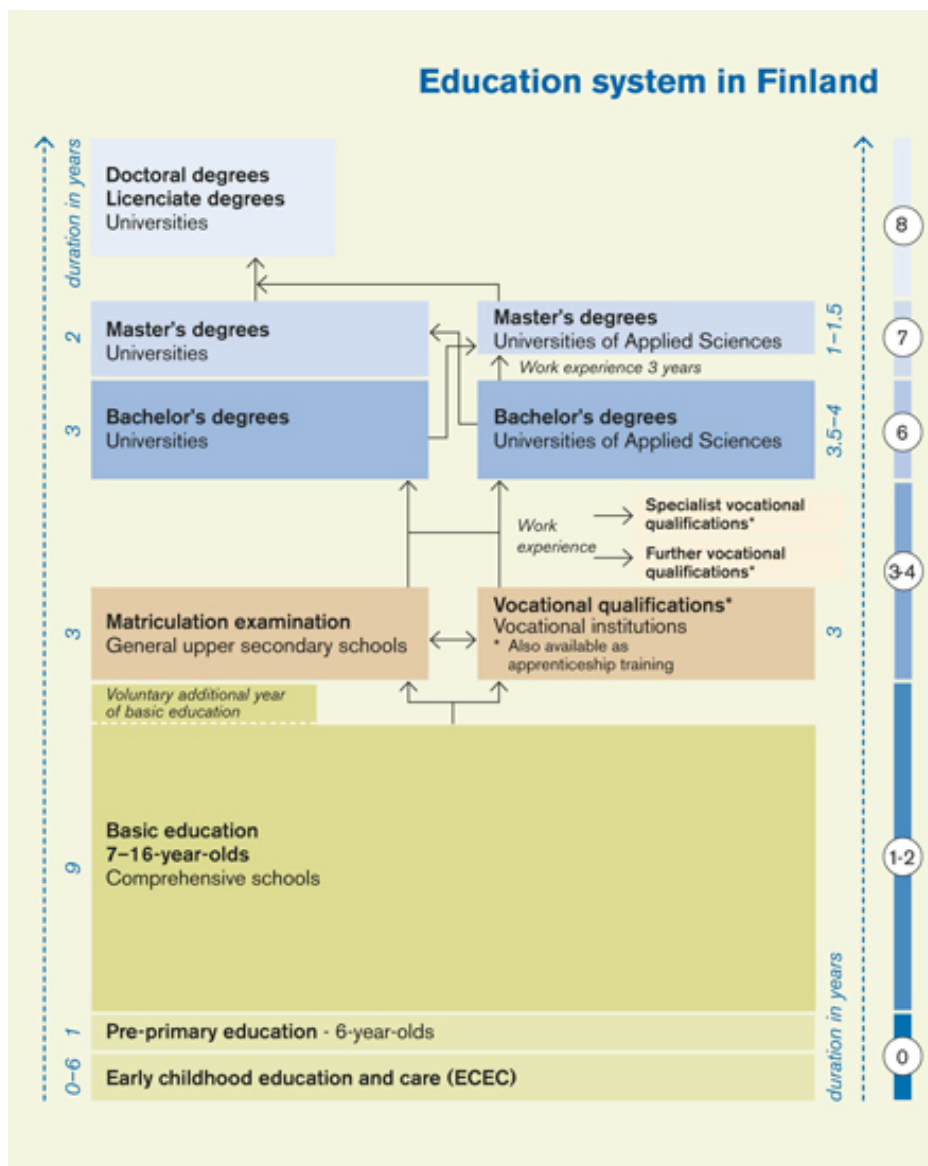 Education system in Finland
duration in years
Doctoral degrees
Licenciate degrees
Universities
8
2
Master's degrees
Universities
Master's degrees
Universities of Applied Sciences
1–1.5
7
Work experience 3 years
3
Bachelor's degrees
Universities
Bachelor's degrees
Universities of Applied Sciences
3.5–4
6
Work
experience
Specialist vocational
qualifications*
Further vocational
qualifications*
3-4
3
Matriculation examination
General upper secondary schools
Vocational qualifications*
Vocational institutions
* Also available as
apprenticeship training
3
Voluntary additional year
of basic education
9
Basic education
7–16-year-olds
Comprehensive schools
1-2
1
Pre-primary education - 6-year-olds
0–6
Early childhood education and care (ECEC)
duration in years
0